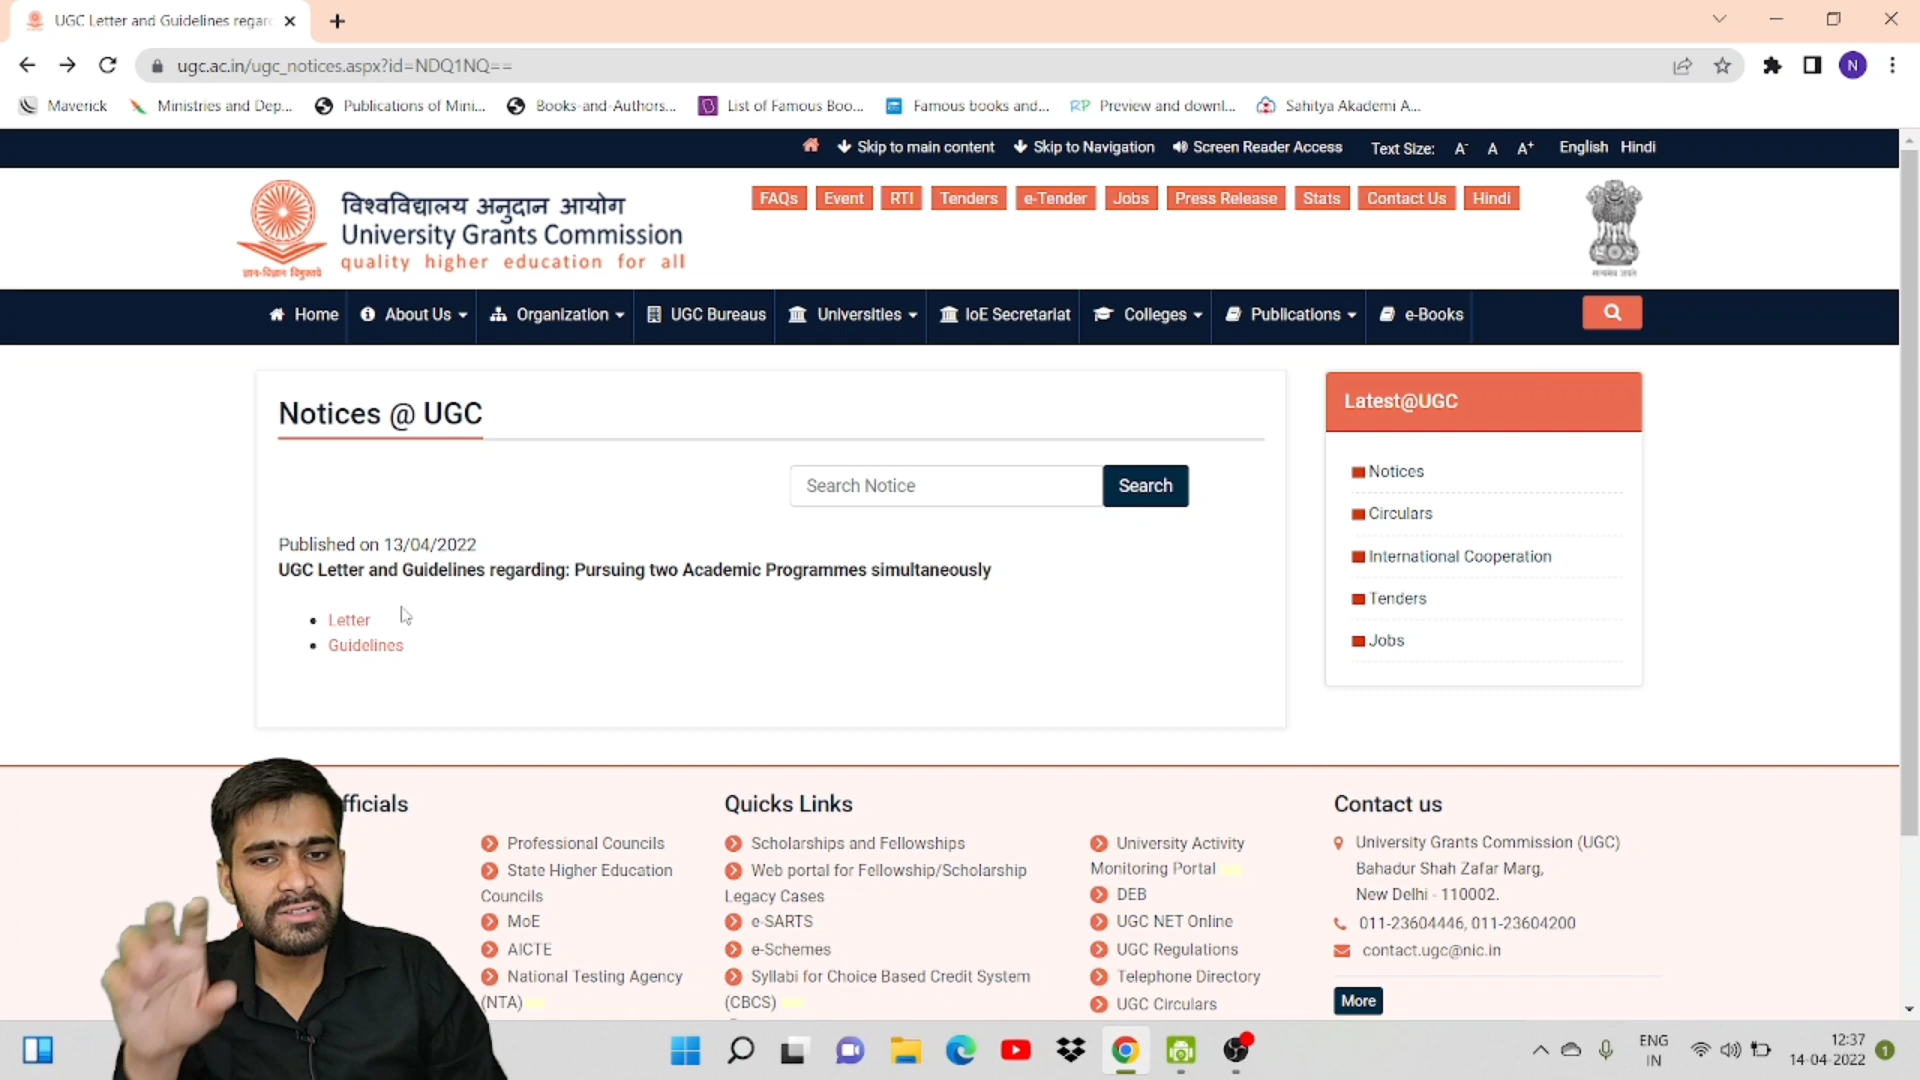 UGC Letter and Guidelines regar
ugc.ac.in/ugc_notices.aspx?id=NDQ1NQ==
N
Maverick
Ministries and Dep...
Publications of Mini...
Books-and-Authors...
List of Famous Boo...
Famous books and...
RP Preview and downl...
Sahitya Akademi A...
Skip to main content
Skip to Navigation
Screen Reader Access
Text Size: A- A A+
English Hindi
विश्वविद्यालय अनुदान आयोग
University Grants Commission
quality higher education for all
ज्ञान-विज्ञान विमुक्तये
FAQs
Event
RTI
Tenders
e-Tender
Jobs
Press Release
Stats
Contact Us
Hindi
सत्यमेव जयते
Home
About Us
Organization
UGC Bureaus
Universities
IoE Secretariat
Colleges
Publications
e-Books
Notices @ UGC
Search Notice
Search
Published on 13/04/2022
UGC Letter and Guidelines regarding: Pursuing two Academic Programmes simultaneously
Letter
Guidelines
Latest@UGC
Notices
Circulars
International Cooperation
Tenders
Jobs
fficials
Professional Councils
State Higher Education
Councils
MoE
AICTE
National Testing Agency
(NTA)
Quicks Links
Scholarships and Fellowships
Web portal for Fellowship/Scholarship
Legacy Cases
e-SARTS
e-Schemes
Syllabi for Choice Based Credit System
(CBCS)
University Activity
Monitoring Portal
DEB
UGC NET Online
UGC Regulations
Telephone Directory
UGC Circulars
Contact us
University Grants Commission (UGC)
Bahadur Shah Zafar Marg,
New Delhi - 110002.
011-23604446, 011-23604200
contact.ugc@nic.in
More
ENG
IN
12:37
14-04-2022
1